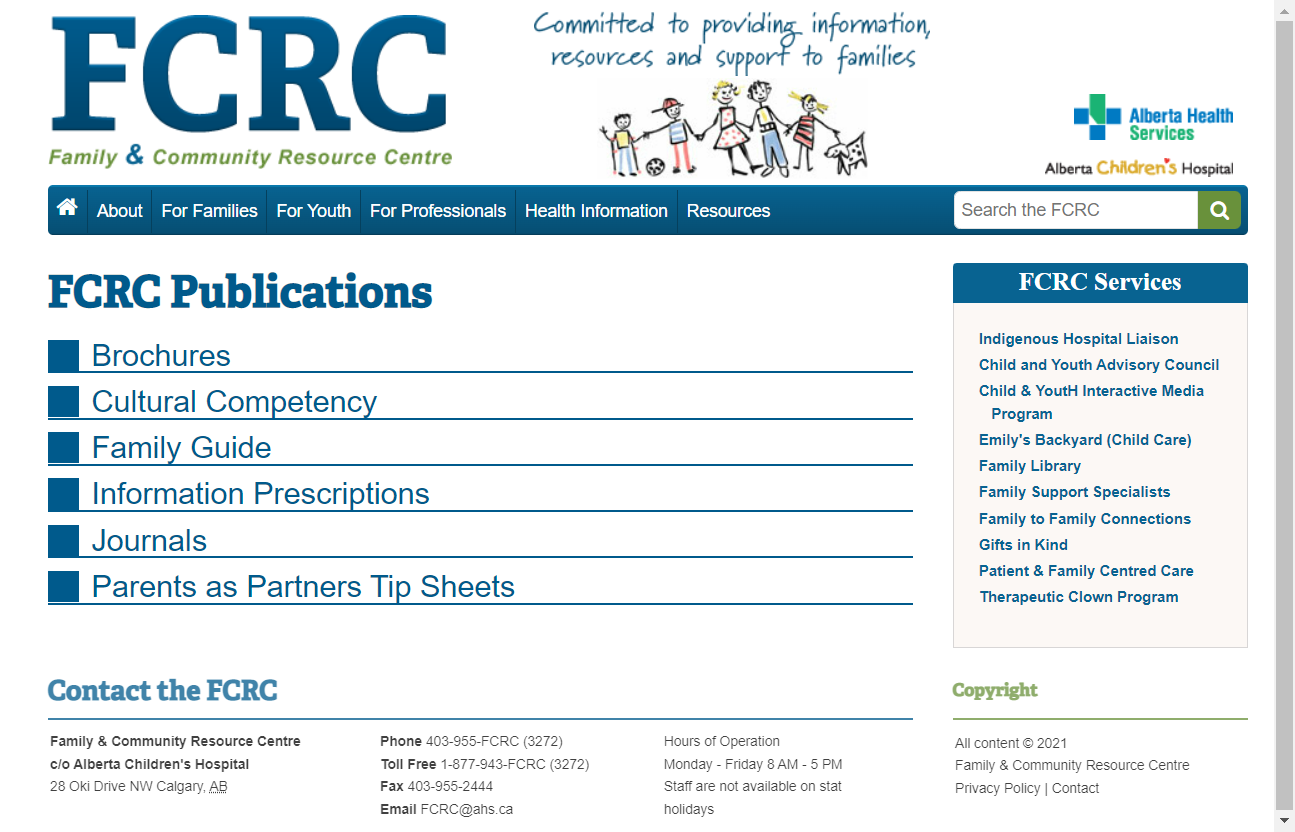 FCRC
Family & Community Resource Centre
Committed to providing information,
resources and support to families
Alberta Health
Services
Alberta Children's Hospital
About
For Families
For Youth
For Professionals
Health Information
Resources
Search the FCRC
FCRC Publications
Brochures
Cultural Competency
Family Guide
Information Prescriptions
Journals
Parents as Partners Tip Sheets
FCRC Services
Indigenous Hospital Liaison
Child and Youth Advisory Council
Child & YoutH Interactive Media
Program
Emily's Backyard (Child Care)
Family Library
Family Support Specialists
Family to Family Connections
Gifts in Kind
Patient & Family Centred Care
Therapeutic Clown Program
Contact the FCRC
Family & Community Resource Centre
c/o Alberta Children's Hospital
28 Oki Drive NW Calgary, AB
Phone 403-955-FCRC (3272)
Toll Free 1-877-943-FCRC (3272)
Fax 403-955-2444
Email FCRC@ahs.ca
Hours of Operation
Monday - Friday 8 AM - 5 PM
Staff are not available on stat
holidays
Copyright
All content © 2021
Family & Community Resource Centre
Privacy Policy | Contact